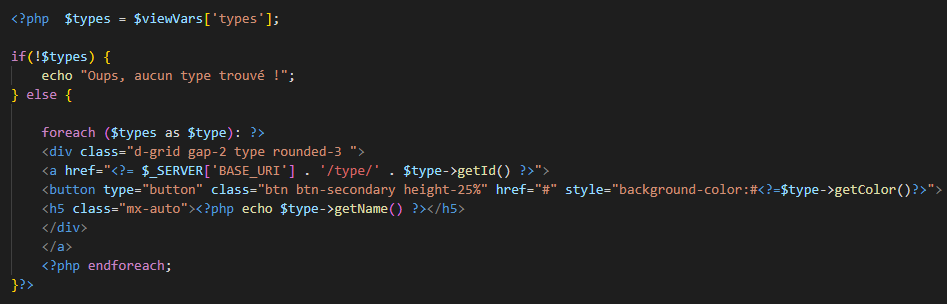 <?php  $types = $viewVars['types'];
if(!$types) {
echo "Oups, aucun type trouvé !";
} else {
foreach ($types as $type): ?>
<div class="d-grid gap-2 type rounded-3 ">
<a href="<?= $_SERVER['BASE_URI'] . '/type/' . $type->getId() ?>">
<button type="button" class="btn btn-secondary height-25%" href="#" style="background-color:#<?=$type->getColor()?>">
<h5 class="mx-auto"><?php echo $type->getName() ?></h5>
</div>
</a>
<?php endforeach;
}?>